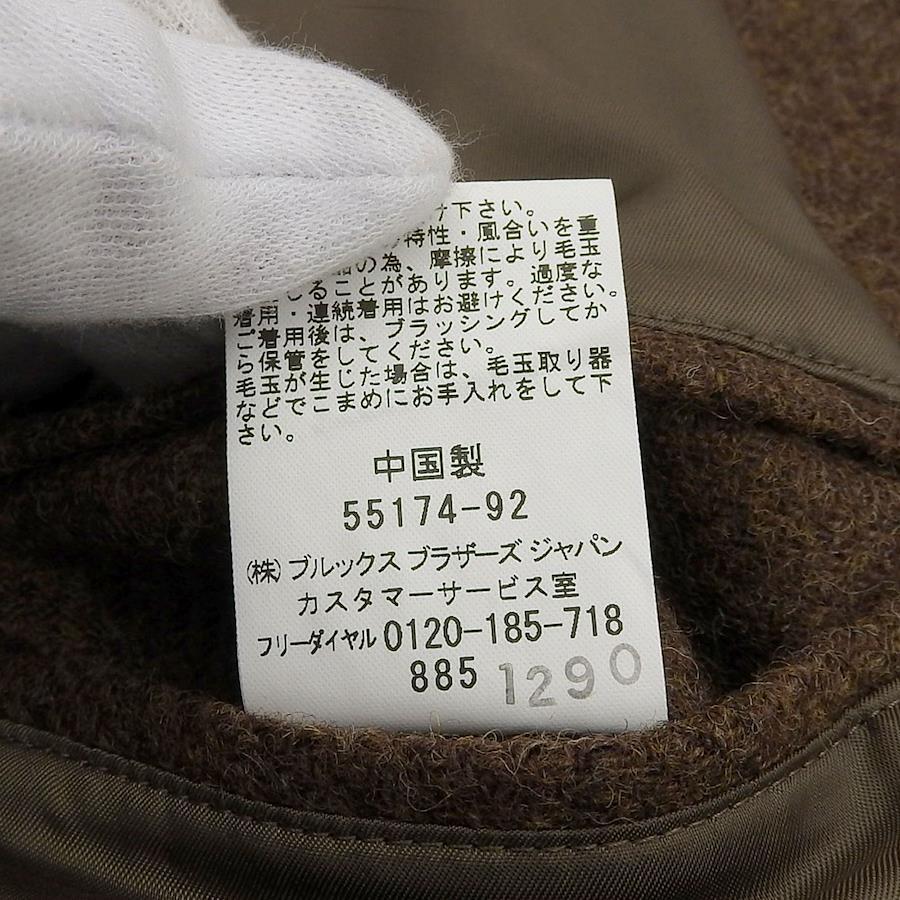 け下さい。
特性・風合いを重
の為、摩擦により毛玉
じることがあります。過度な
着用・連続着用はお避けください。
ご着用後は、ブラッシングしてか
ら保管をしてください。
毛玉が生じた場合は、毛玉取り器
などでこまめにお手入れをして下
さい。
中国製
55174-92
(株)ブルックス ブラザーズ ジャパン
カスタマーサービス室
フリーダイヤル 0120-185-718
885 1290